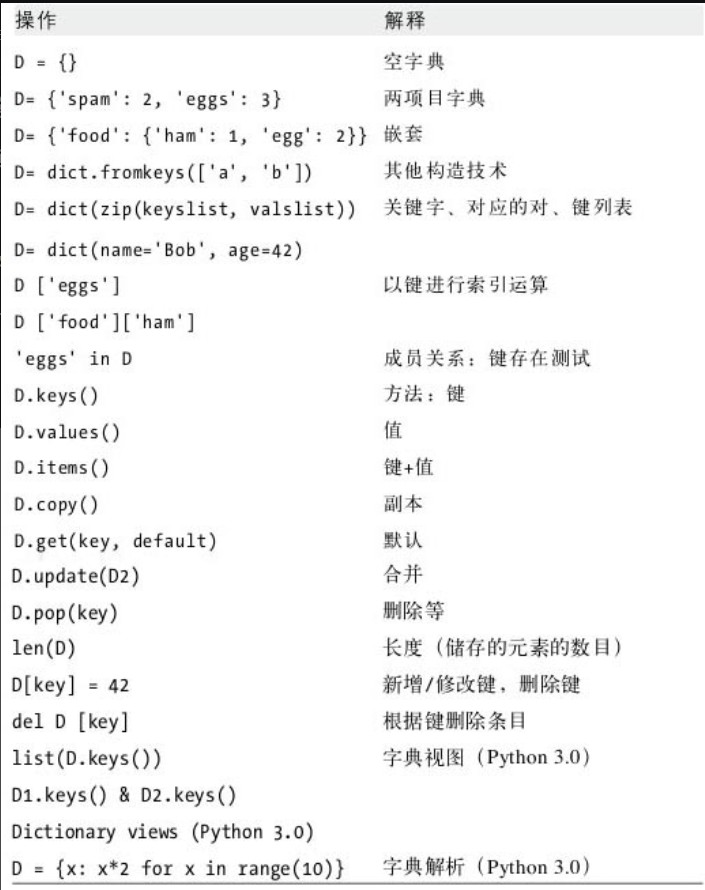 操作 解释
D = {} 空字典
D= {'spam': 2, 'eggs': 3} 两项目字典
D= {'food': {'ham': 1, 'egg': 2}} 嵌套
D= dict.fromkeys(['a', 'b']) 其他构造技术
D= dict(zip(keyslist, valslist)) 关键字、对应的对、键列表
D= dict(name='Bob', age=42)
D ['eggs'] 以键进行索引运算
D ['food']['ham']
'eggs' in D 成员关系：键存在测试
D.keys() 方法：键
D.values() 值
D.items() 键+值
D.copy() 副本
D.get(key, default) 默认
D.update(D2) 合并
D.pop(key) 删除等
len(D) 长度（储存的元素的数目）
D[key] = 42 新增/修改键，删除键
del D [key] 根据键删除条目
list(D.keys()) 字典视图（Python 3.0）
D1.keys() & D2.keys()
Dictionary views (Python 3.0)
D = {x: x*2 for x in range(10)} 字典解析（Python 3.0）